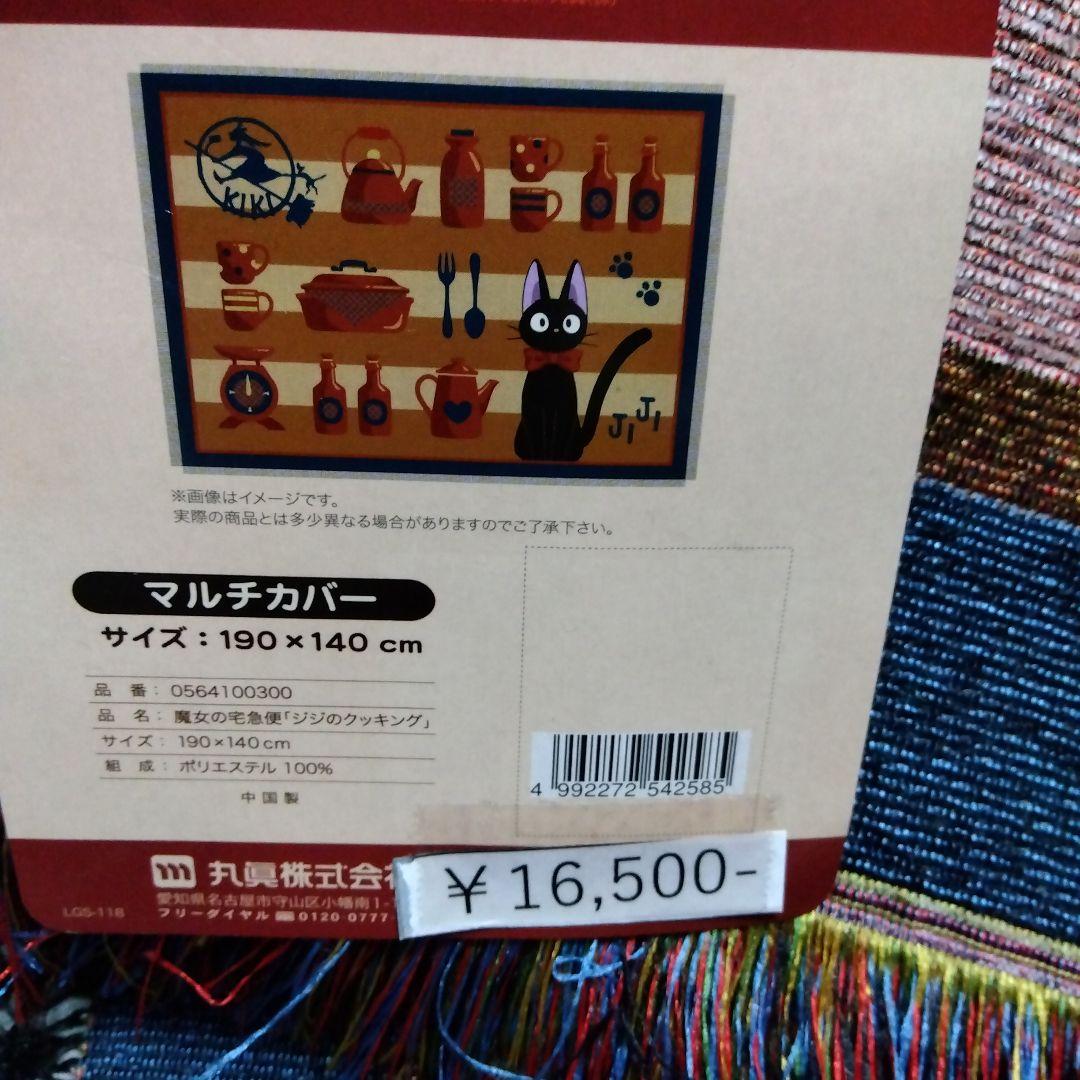 KIKI
JIJI
※画像はイメージです。
実際の商品とは多少異なる場合がありますのでご了承下さい。
マルチカバー
サイズ：190×140 cm
品 番： 0564100300
品 名： 魔女の宅急便「ジジのクッキング」
サイズ： 190×140cm
組 成： ポリエステル 100%
中国製
4 992272 542585
丸眞株式会
¥16,500-
愛知県名古屋市守山区小幡南1-
LGS-118
フリーダイヤル 0120 0777